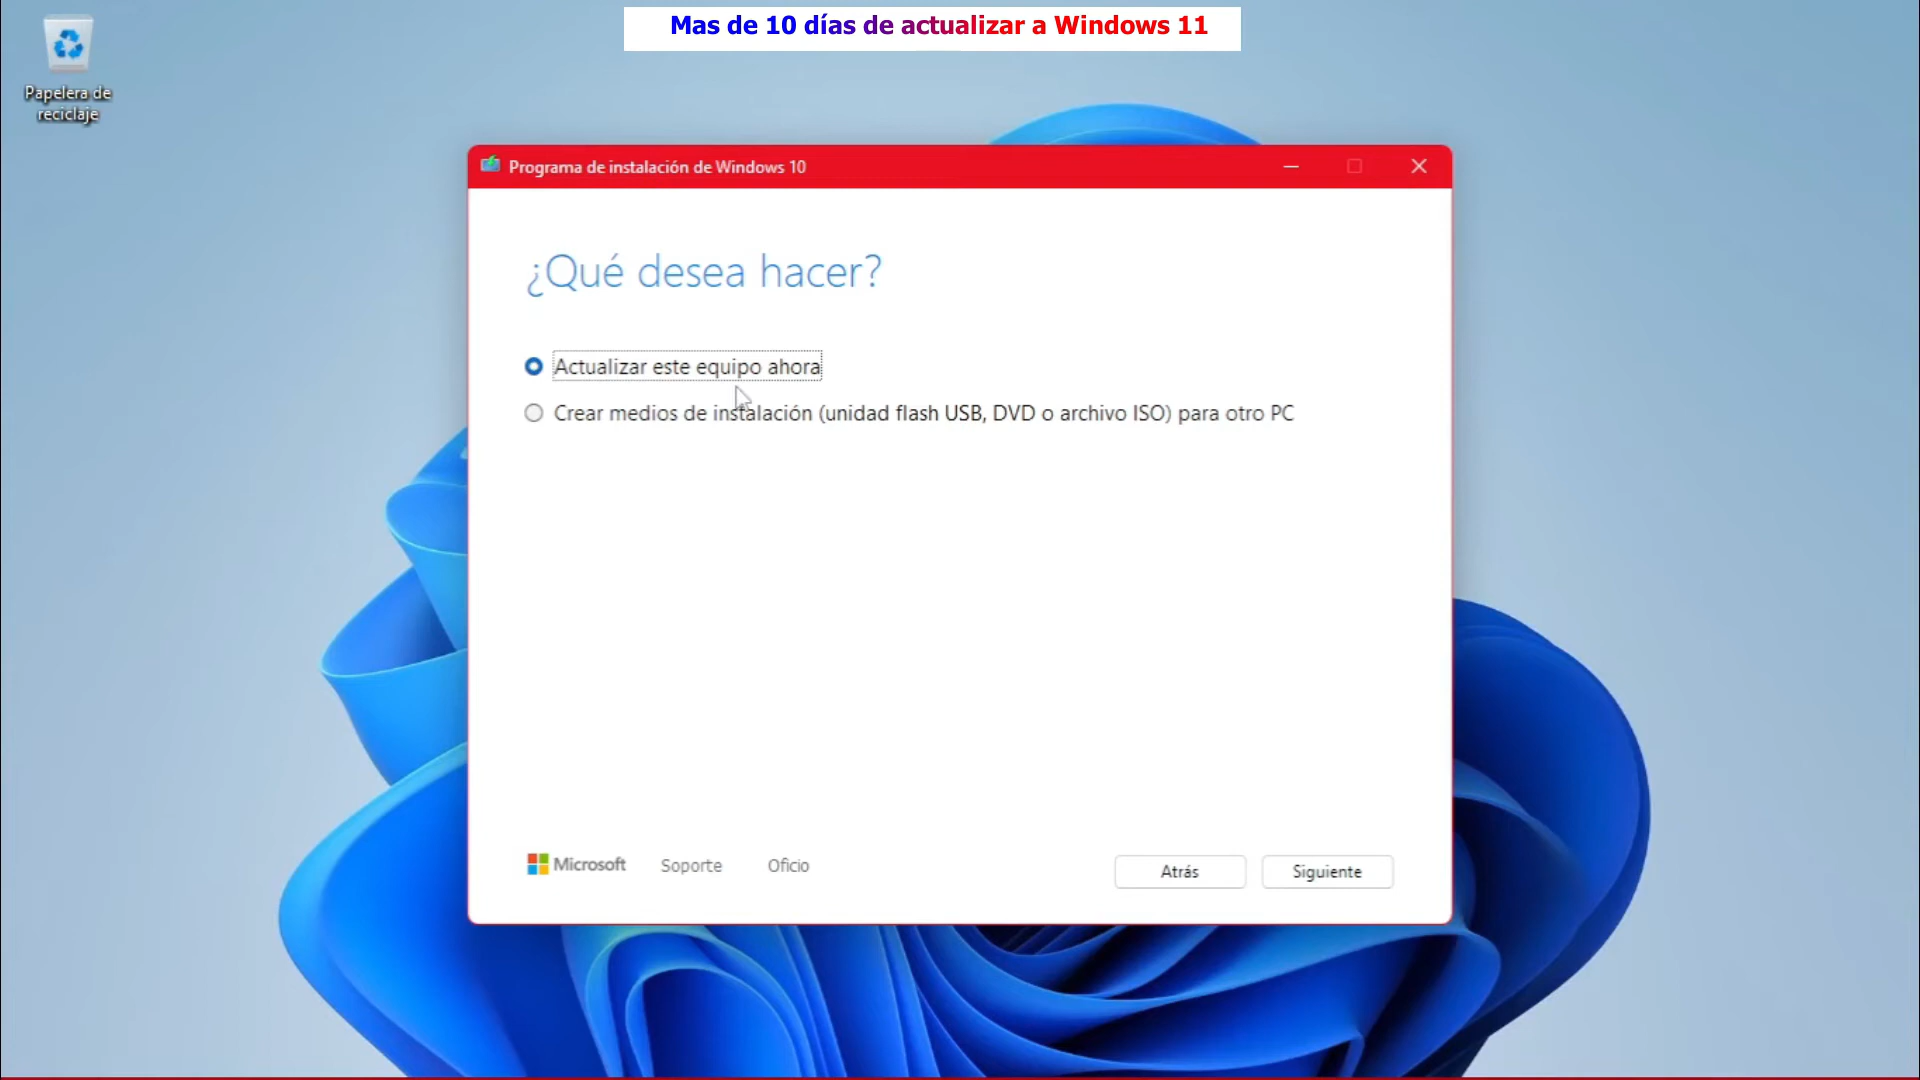 Mas de 10 días de actualizar a Windows 11
Papelera de
reciclaje
Programa de instalación de Windows 10
¿Qué desea hacer?
Actualizar este equipo ahora
Crear medios de instalación (unidad flash USB, DVD o archivo ISO) para otro PC
Microsoft Soporte Oficio Atrás Siguiente